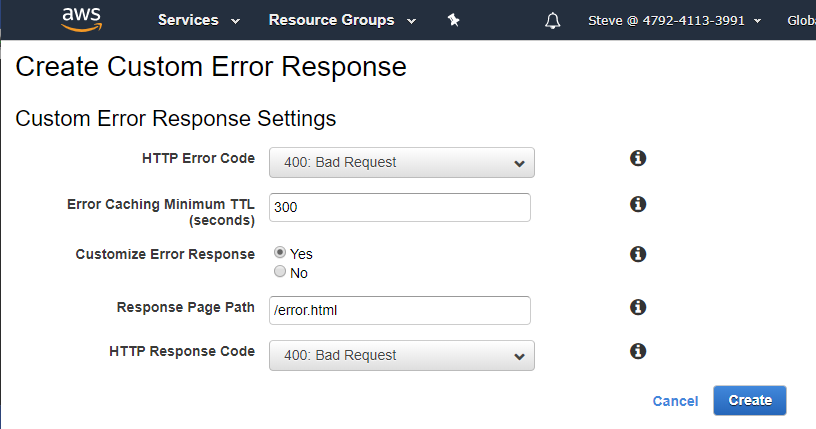 aws Services Resource Groups Steve @ 4792-4113-3991 Globa
Create Custom Error Response
Custom Error Response Settings
HTTP Error Code 400: Bad Request
Error Caching Minimum TTL
(seconds) 300
Customize Error Response Yes
No
Response Page Path /error.html
HTTP Response Code 400: Bad Request
Cancel Create